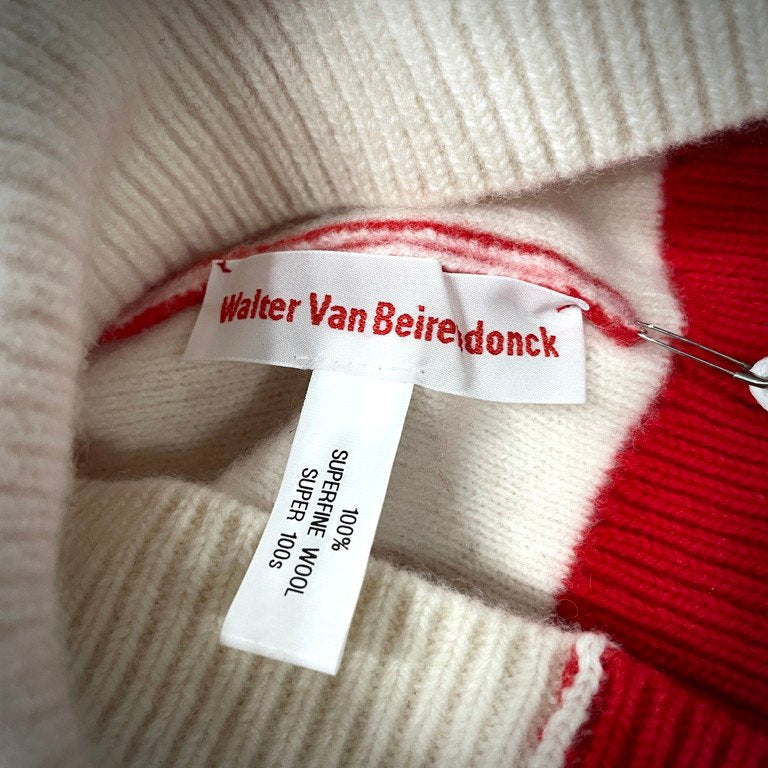 Walter Van Beirendonck
100%
SUPERFINE WOOL
SUPER 100s